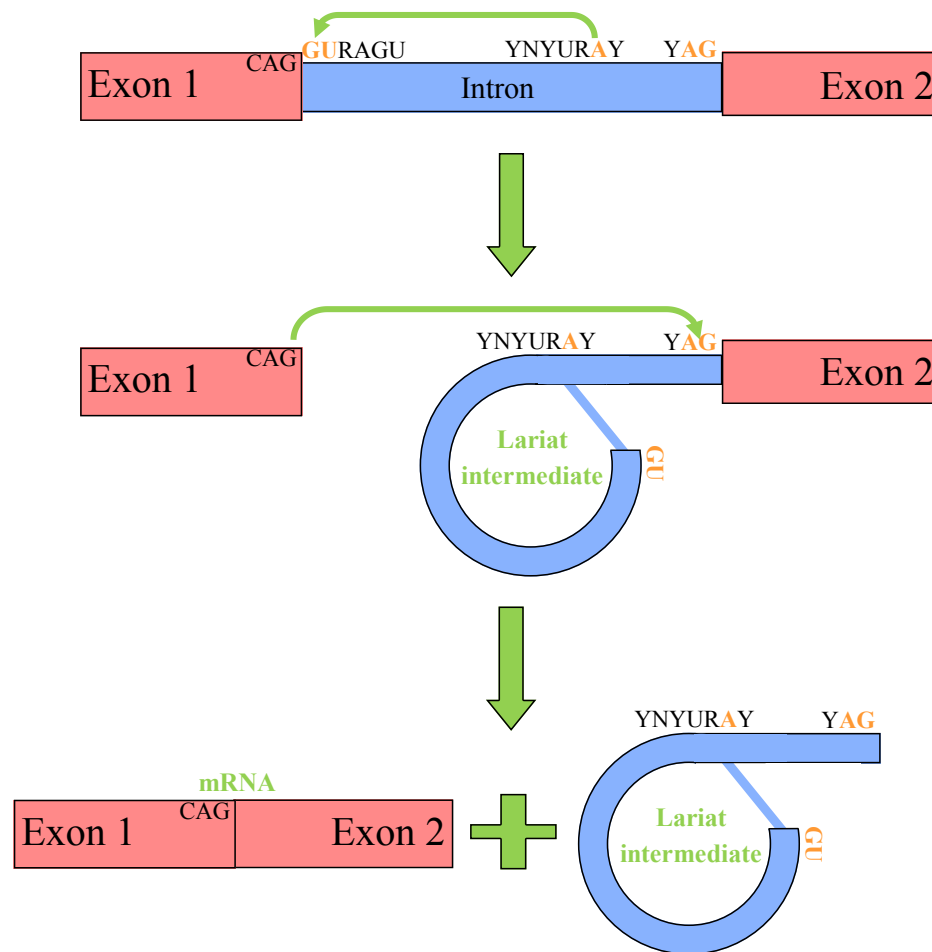 GURAGU YNYURAY YAG
CAG
Exon 1 Intron Exon 2
YNYURAY YAG
CAG
Exon 1 Exon 2
Lariat
intermediate
GU
YNYURAY YAG
mRNA
CAG
Exon 1 Exon 2
Lariat
intermediate
GU